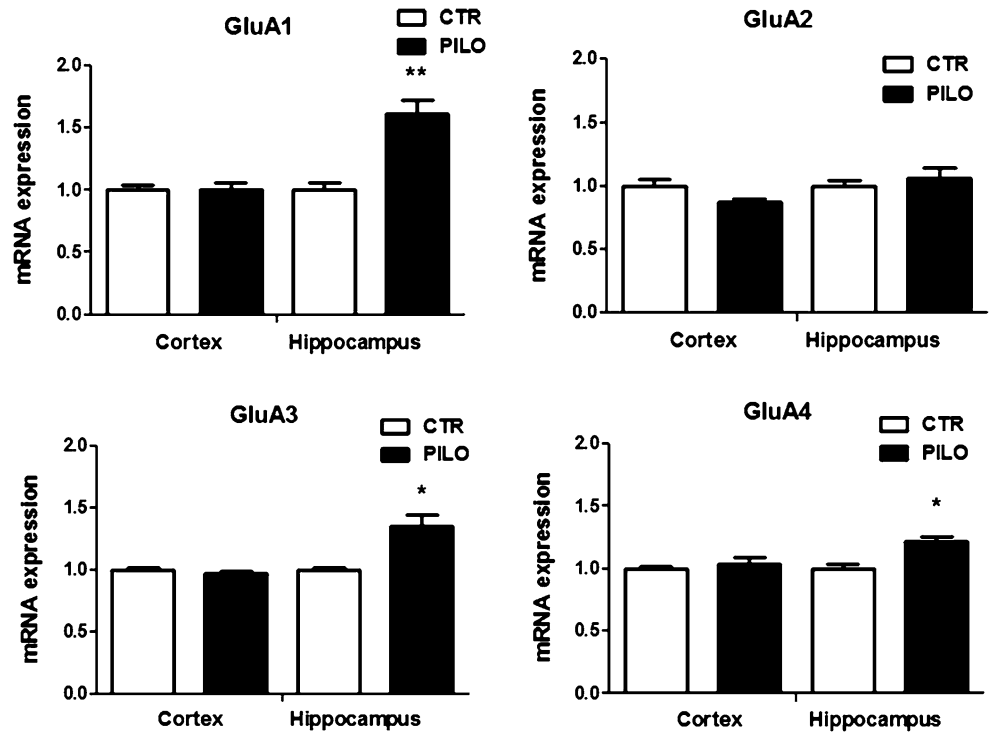 GluA1
CTR
PILO
mRNA expression
2.0
1.5
1.0
0.5
0.0
**
Cortex
Hippocampus
GluA2
CTR
PILO
mRNA expression
2.0
1.5
1.0
0.5
0.0
Cortex
Hippocampus
GluA3
CTR
PILO
mRNA expression
2.0
1.5
1.0
0.5
0.0
*
Cortex
Hippocampus
GluA4
CTR
PILO
mRNA expression
2.0
1.5
1.0
0.5
0.0
*
Cortex
Hippocampus